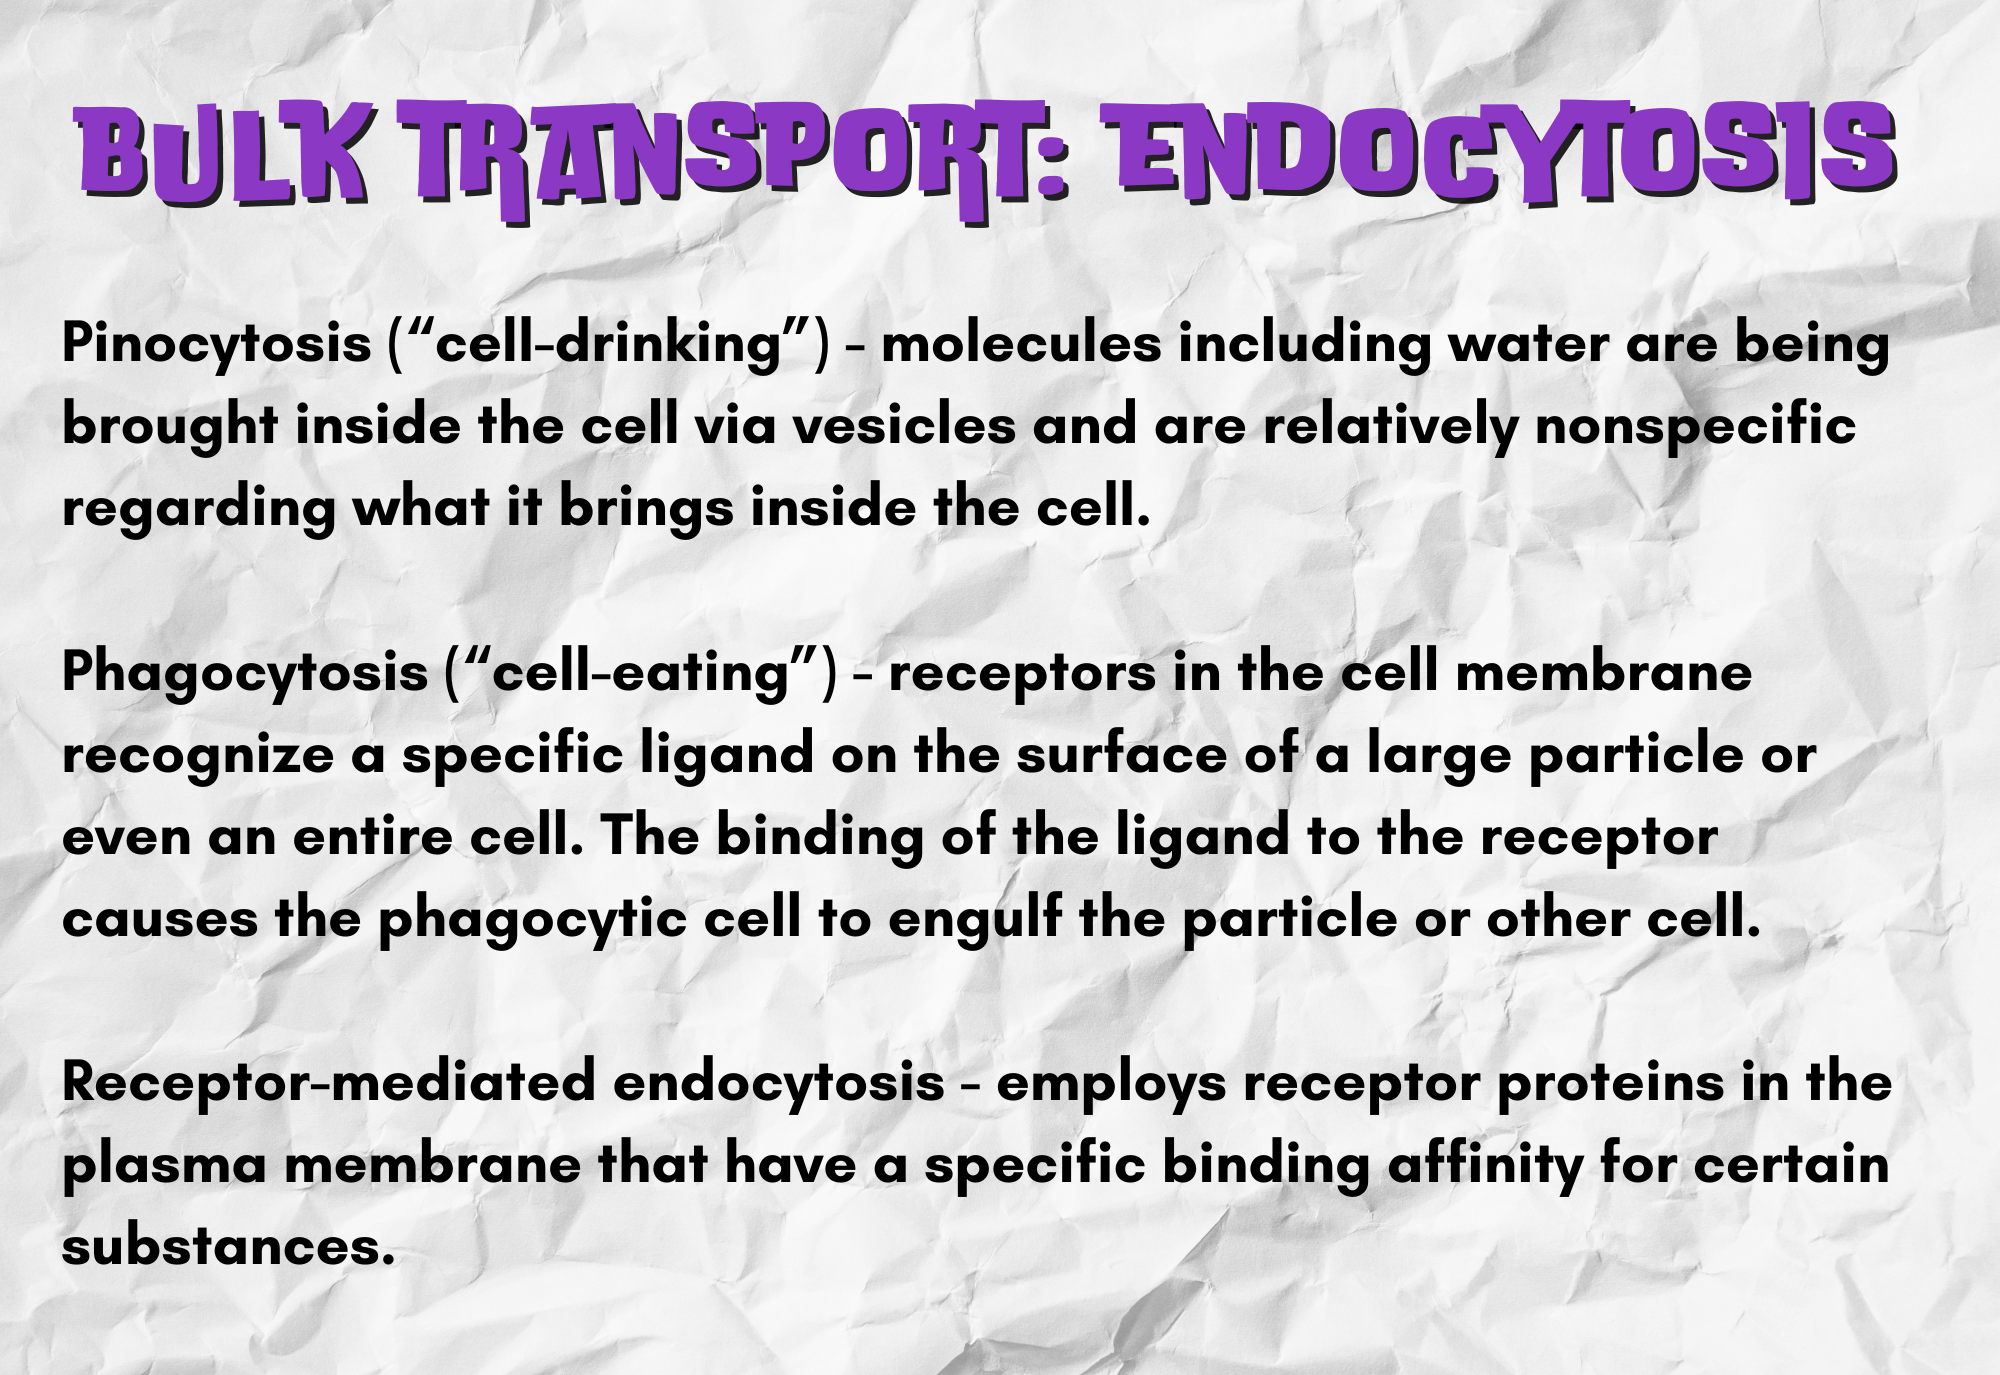 BULK TRANSPORT: ENDOCYTOSIS
Pinocytosis (“cell-drinking”) - molecules including water are being
brought inside the cell via vesicles and are relatively nonspecific
regarding what it brings inside the cell.
Phagocytosis (“cell-eating”) - receptors in the cell membrane
recognize a specific ligand on the surface of a large particle or
even an entire cell. The binding of the ligand to the receptor
causes the phagocytic cell to engulf the particle or other cell.
Receptor-mediated endocytosis - employs receptor proteins in the
plasma membrane that have a specific binding affinity for certain
substances.